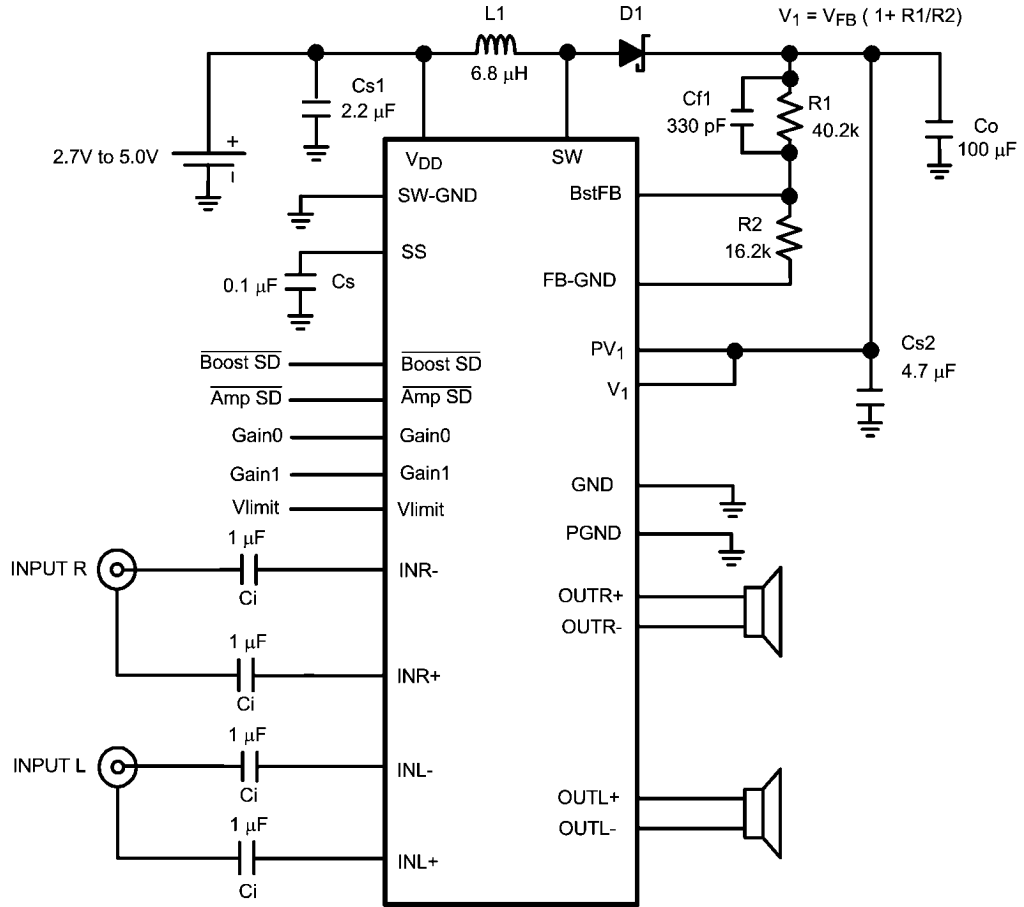 L1
D1
V1 = VFB ( 1+ R1/R2)
6.8 μH
Cs1
2.2 μF
Cf1
330 pF
R1
40.2k
Co
100 μF
2.7V to 5.0V
+
VDD
SW
SW-GND
BstFB
R2
16.2k
SS
0.1 μF
Cs
FB-GND
PV1
Cs2
4.7 μF
V1
Boost SD
Boost SD
Amp SD
Amp SD
Gain0
Gain0
Gain1
Gain1
Vlimit
Vlimit
GND
PGND
1 μF
INPUT R
Ci
INR-
OUTR+
OUTR-
1 μF
Ci
INR+
1 μF
INPUT L
Ci
INL-
OUTL+
OUTL-
1 μF
Ci
INL+